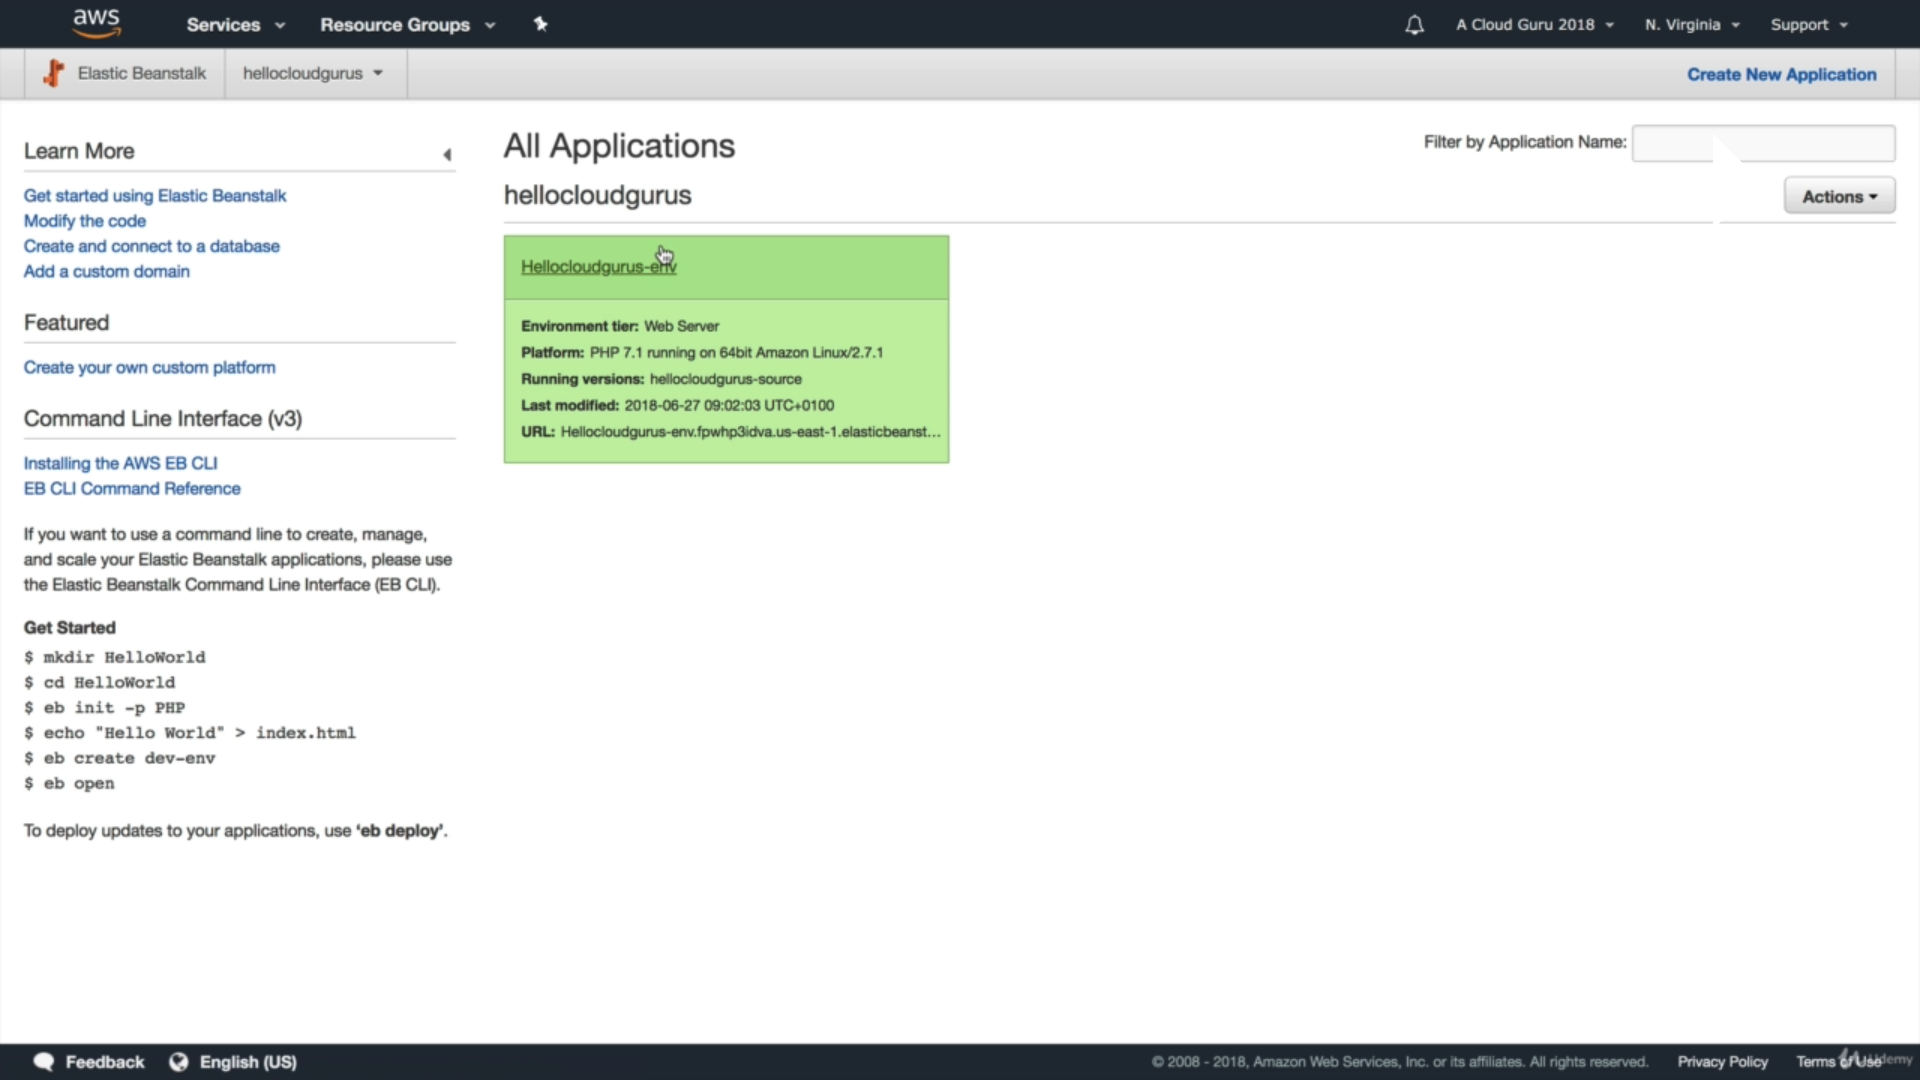 aws Services Resource Groups A Cloud Guru 2018 N. Virginia Support
Elastic Beanstalk hellocloudgurus Create New Application
Learn More
Get started using Elastic Beanstalk
Modify the code
Create and connect to a database
Add a custom domain
Featured
Create your own custom platform
Command Line Interface (v3)
Installing the AWS EB CLI
EB CLI Command Reference
If you want to use a command line to create, manage,
and scale your Elastic Beanstalk applications, please use
the Elastic Beanstalk Command Line Interface (EB CLI).
Get Started
$ mkdir HelloWorld
$ cd HelloWorld
$ eb init -p PHP
$ echo "Hello World" > index.html
$ eb create dev-env
$ eb open
To deploy updates to your applications, use ‘eb deploy’.
All Applications
Filter by Application Name:
hellocloudgurus
Actions
Hellocloudgurus-env
Environment tier: Web Server
Platform: PHP 7.1 running on 64bit Amazon Linux/2.7.1
Running versions: hellocloudgurus-source
Last modified: 2018-06-27 09:02:03 UTC+0100
URL: Hellocloudgurus-env.fpwhp3idva.us-east-1.elasticbeanst...
Feedback English (US) © 2008 - 2018, Amazon Web Services, Inc. or its affiliates. All rights reserved. Privacy Policy Terms of Use
Udemy